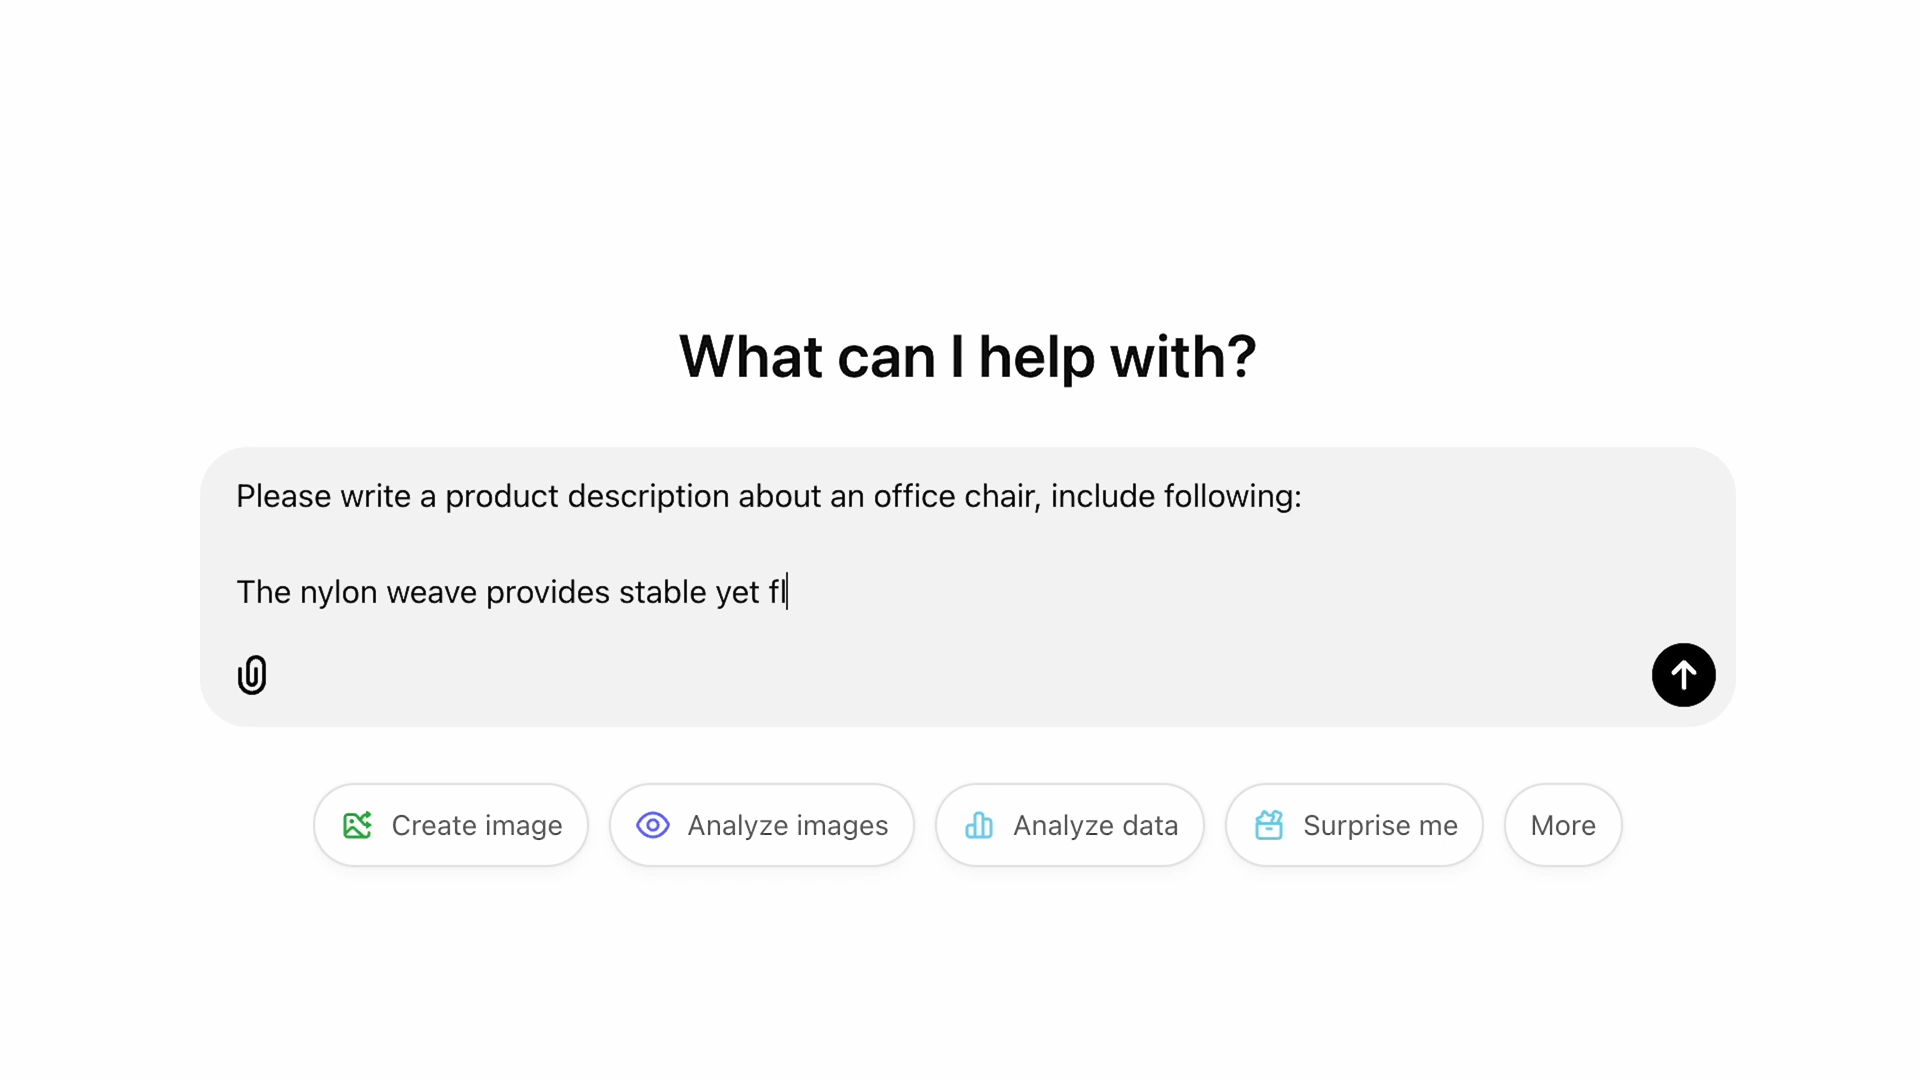 What can I help with?
Please write a product description about an office chair, include following:
The nylon weave provides stable yet fl
Create image
Analyze images
Analyze data
Surprise me
More